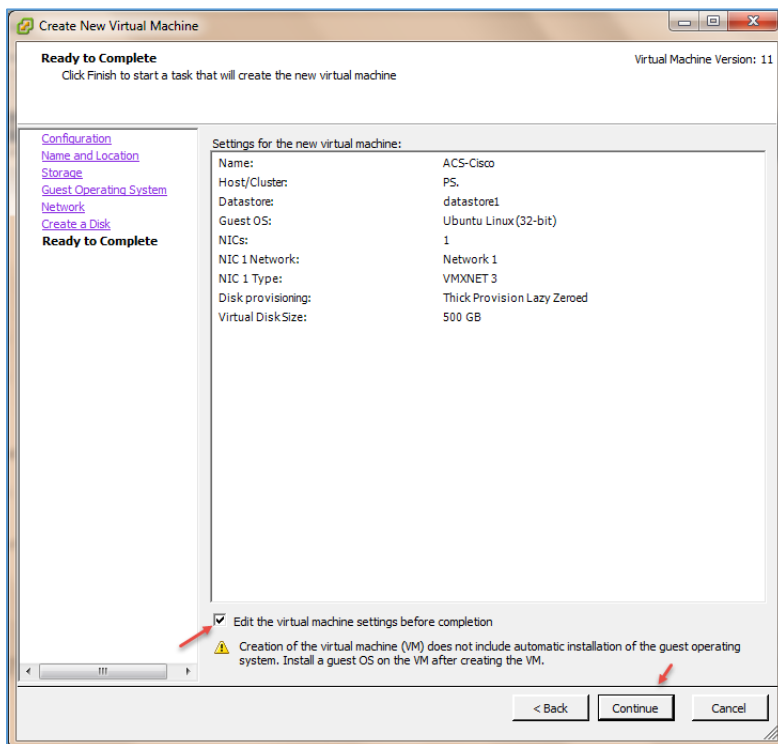 Create New Virtual Machine
Ready to Complete
Virtual Machine Version: 11
Click Finish to start a task that will create the new virtual machine
Configuration
Name and Location
Storage
Guest Operating System
Network
Create a Disk
Ready to Complete
Settings for the new virtual machine:
Name: ACS-Cisco
Host/Cluster: PS.
Datastore: datastore1
Guest OS: Ubuntu Linux (32-bit)
NICs: 1
NIC 1 Network: Network 1
NIC 1 Type: VMXNET 3
Disk provisioning: Thick Provision Lazy Zeroed
Virtual Disk Size: 500 GB
Edit the virtual machine settings before completion
Creation of the virtual machine (VM) does not include automatic installation of the guest operating
system. Install a guest OS on the VM after creating the VM.
< Back Continue Cancel